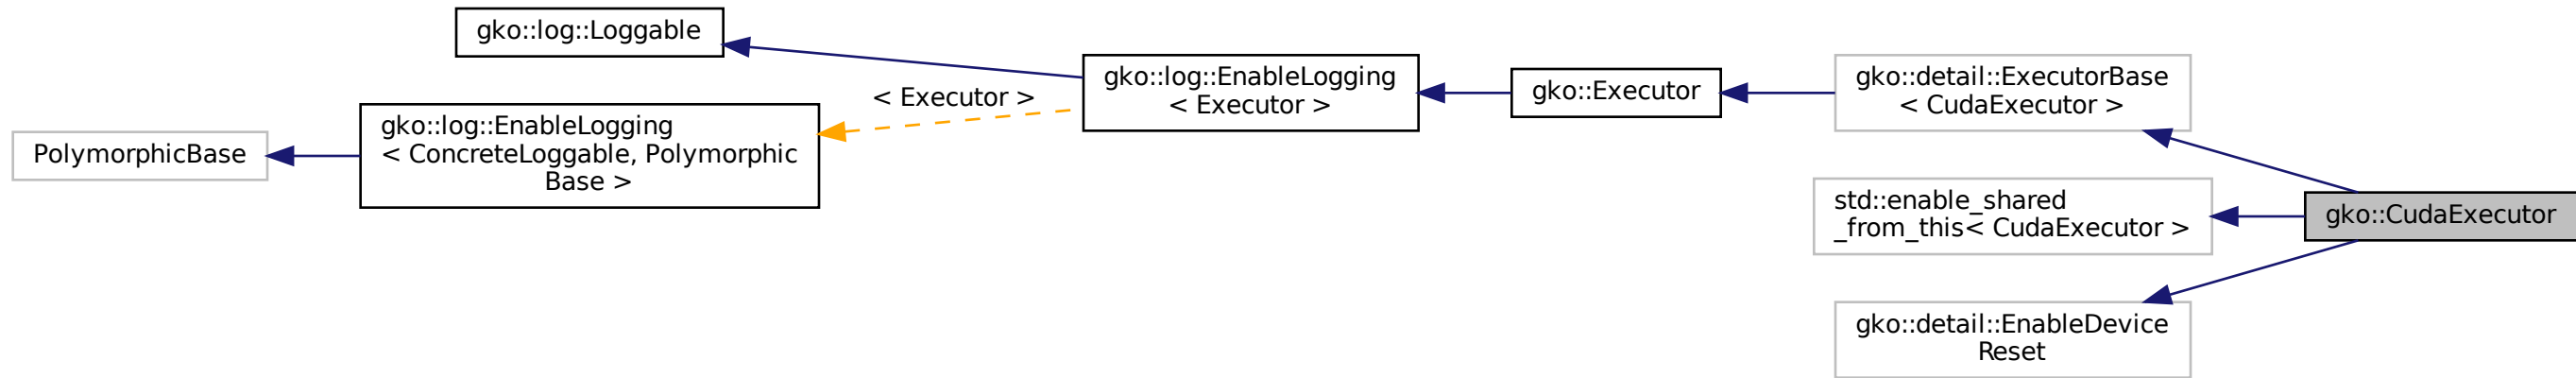 gko::log::Loggable
gko::log::EnableLogging
< Executor >
gko::Executor
gko::detail::ExecutorBase
< CudaExecutor >
< Executor >
PolymorphicBase
gko::log::EnableLogging
< ConcreteLoggable, Polymorphic
Base >
std::enable_shared
_from_this< CudaExecutor >
gko::CudaExecutor
gko::detail::EnableDevice
Reset